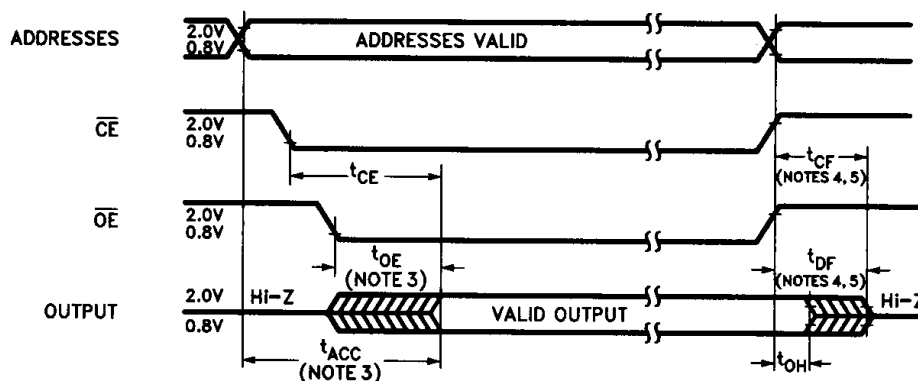 ADDRESSES
2.0V
0.8V
ADDRESSES VALID
CE
2.0V
0.8V
tCE
tCF
(NOTES 4, 5)
OE
2.0V
0.8V
tOE
(NOTE 3)
tDF
(NOTES 4, 5)
OUTPUT
2.0V
0.8V
Hi-Z
VALID OUTPUT
Hi-Z
tACC
(NOTE 3)
tOH